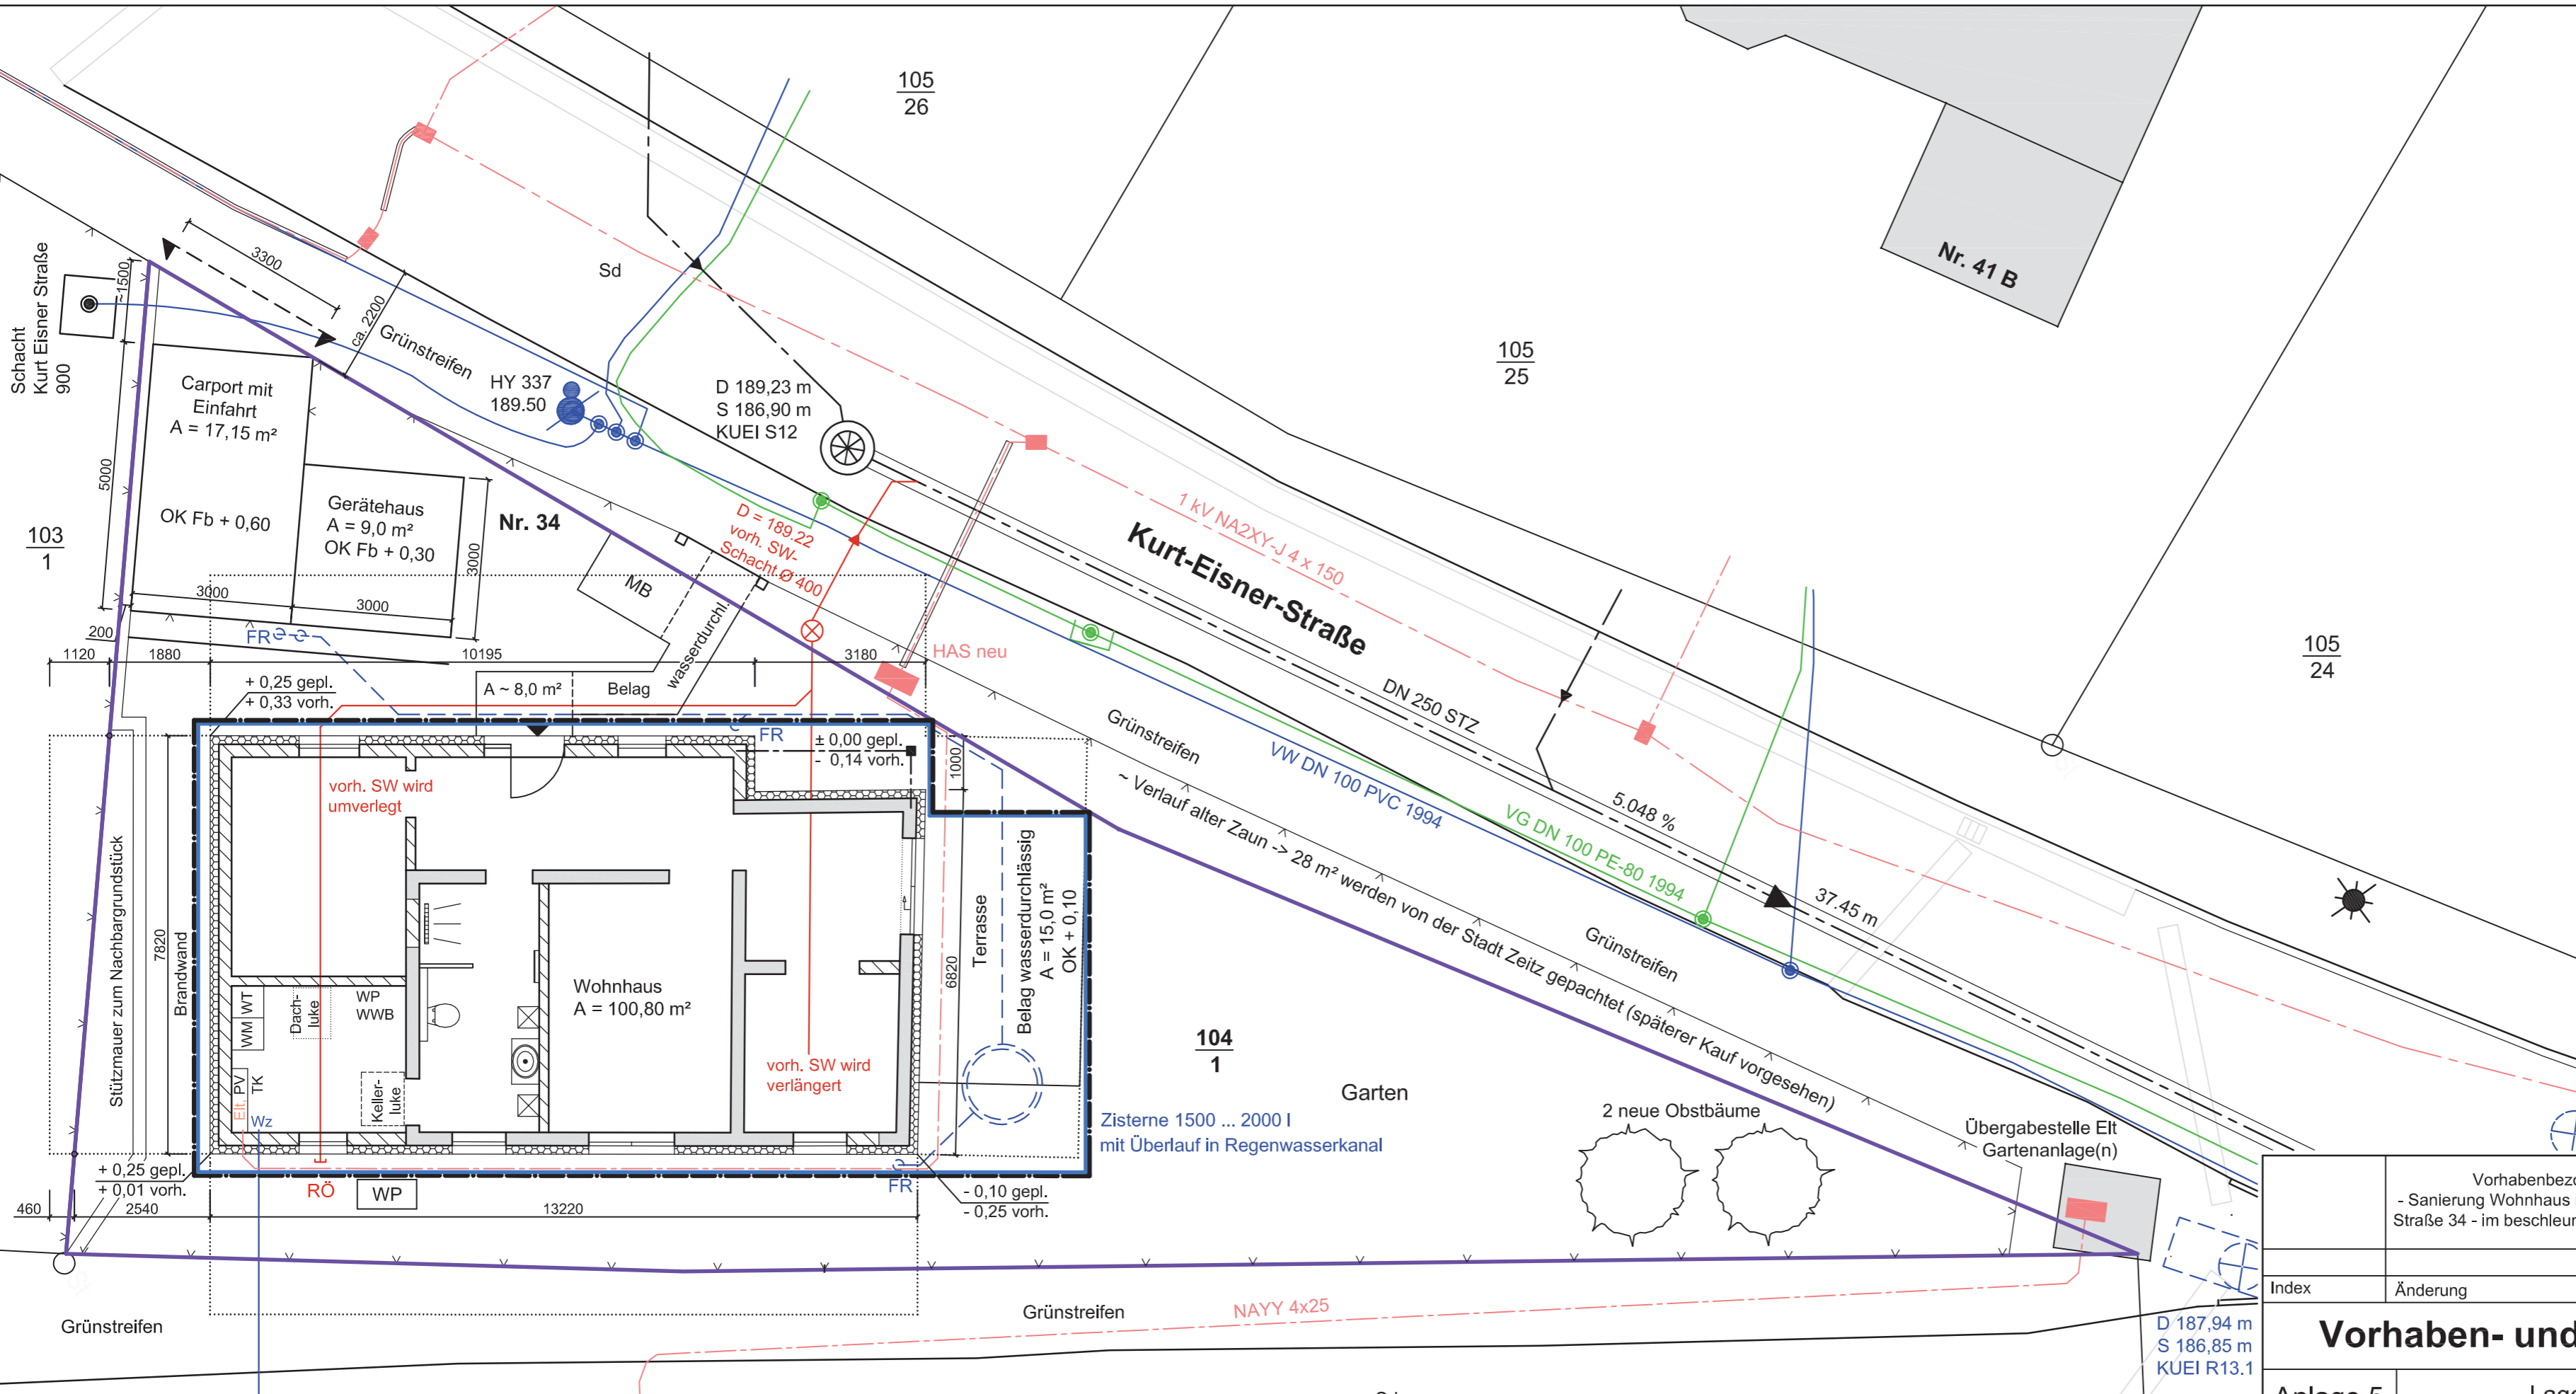 105
26
105
25
105
24
Nr. 41 B
Sd
3300
ca. 2200
~1500
Schacht
Kurt Eisner Straße
900
Grünstreifen
HY 337
189.50
D 189,23 m
S 186,90 m
KUEI S12
Carport mit
Einfahrt
A = 17,15 m²
OK Fb + 0,60
5000
Gerätehaus
A = 9,0 m²
OK Fb + 0,30
3000
3000
3000
200
103
1
Nr. 34
MB
D = 189.22
vorh. SW-
Schacht Ø 400
wasserdurchl.
1 kV NA2XY-J 4 x 150
Kurt-Eisner-Straße
HAS neu
FR
1120
1880
10195
3180
+ 0,25 gepl.
+ 0,33 vorh.
A ~ 8,0 m²
Belag
FR
± 0,00 gepl.
- 0,14 vorh.
1000
Grünstreifen
DN 250 STZ
VW DN 100 PVC 1994
5.048 %
VG DN 100 PE-80 1994
37.45 m
~ Verlauf alter Zaun -> 28 m² werden von der Stadt Zeitz gepachtet (späterer Kauf vorgesehen)
Grünstreifen
vorh. SW wird
umverlegt
Stützmauer zum Nachbargrundstück
7820
Brandwand
WM WT
Dach-
luke
WP
WWB
Elt. PV
TK
Wz
Keller-
luke
Wohnhaus
A = 100,80 m²
vorh. SW wird
verlängert
6820
Terrasse
Belag wasserdurchlässig
A = 15,0 m²
OK + 0,10
104
1
Garten
Zisterne 1500 ... 2000 l
mit Überlauf in Regenwasserkanal
2 neue Obstbäume
Übergabestelle Elt
Gartenanlage(n)
+ 0,25 gepl.
+ 0,01 vorh.
RÖ
WP
FR
- 0,10 gepl.
- 0,25 vorh.
460
2540
13220
Grünstreifen
Grünstreifen
NAYY 4x25
D 187,94 m
S 186,85 m
KUEI R13.1
Vorhabenbezo
- Sanierung Wohnhaus
Straße 34 - im beschleu
Index
Änderung
Vorhaben- und
Anlage 5